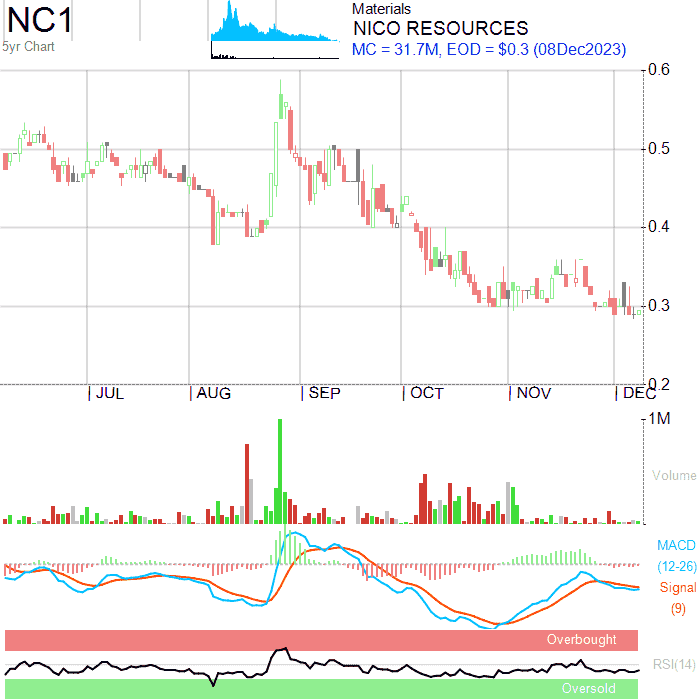 NC1
Materials
NICO RESOURCES
5yr Chart
MC = 31.7M, EOD = $0.3 (08Dec2023)
0.6
0.5
0.4
0.3
0.2
JUL AUG SEP OCT NOV DEC
1M
Volume
MACD
(12-26)
Signal
(9)
Overbought
RSI(14)
Oversold